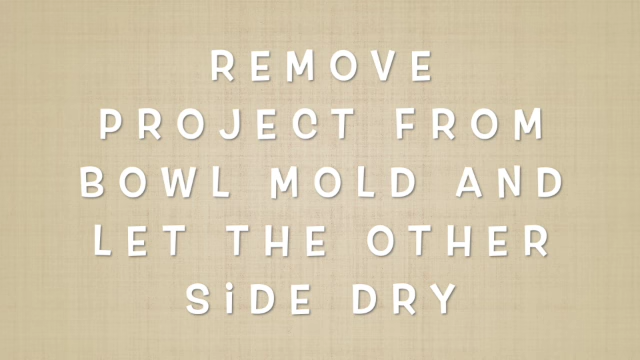 REMOVE
PROJECT FROM
BOWL MOLD AND
LET THE OTHER
SiDE DRY